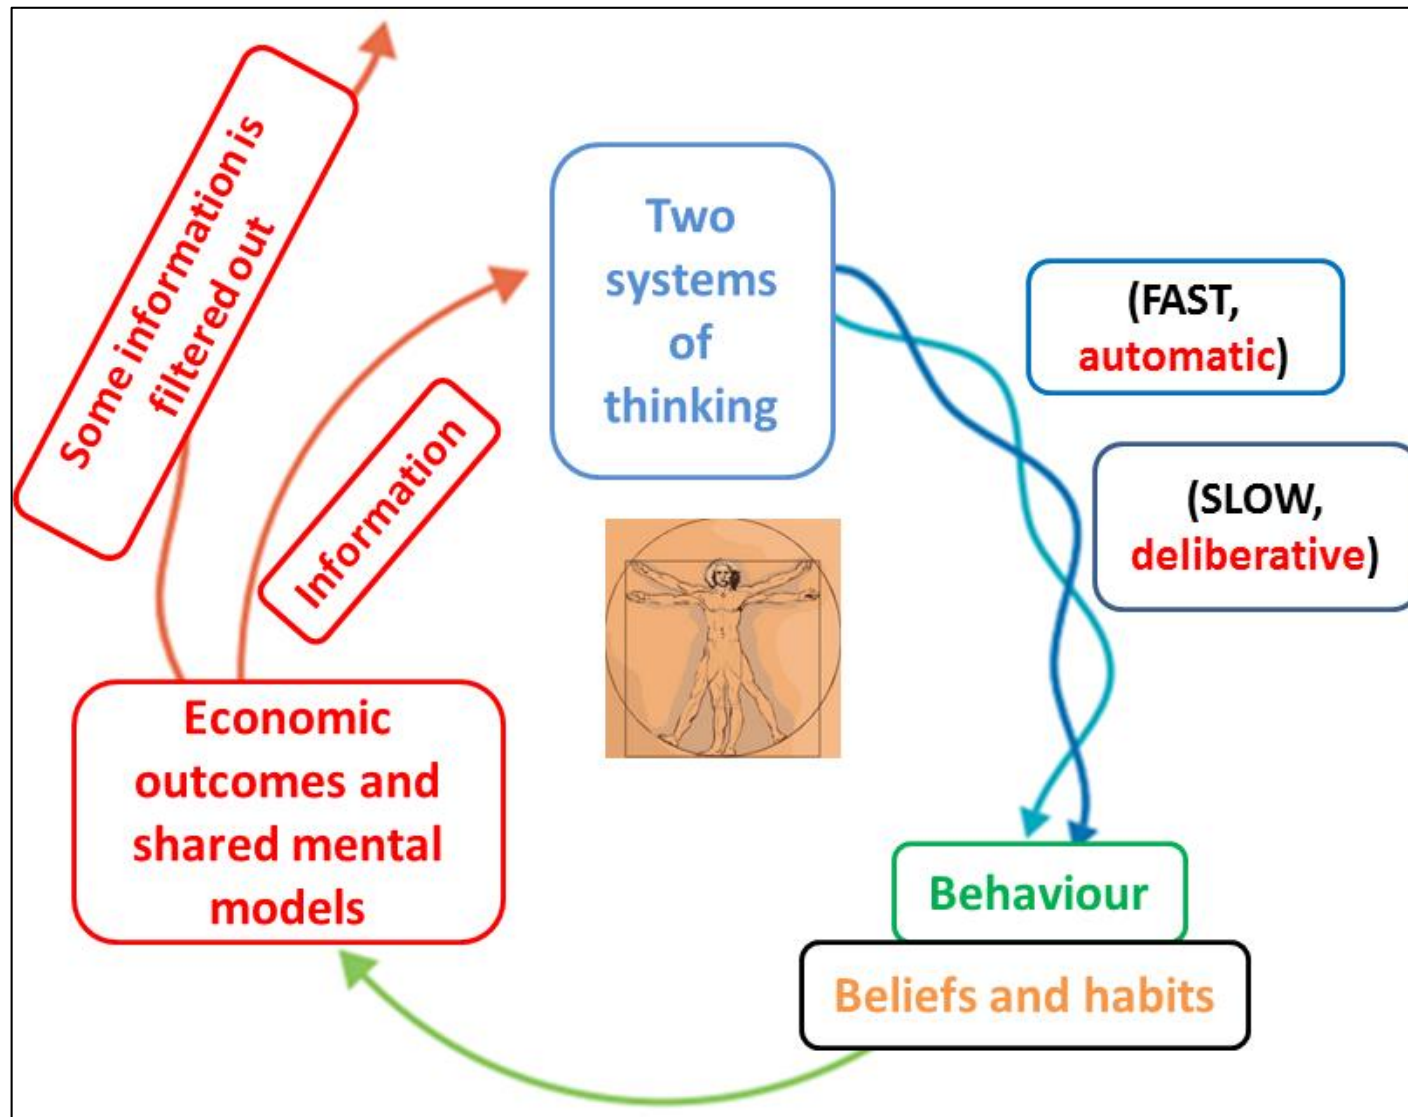 Some information is
filtered out
Information
Two
systems
of
thinking
(FAST,
automatic)
(SLOW,
deliberative)
Economic
outcomes and
shared mental
models
Behaviour
Beliefs and habits